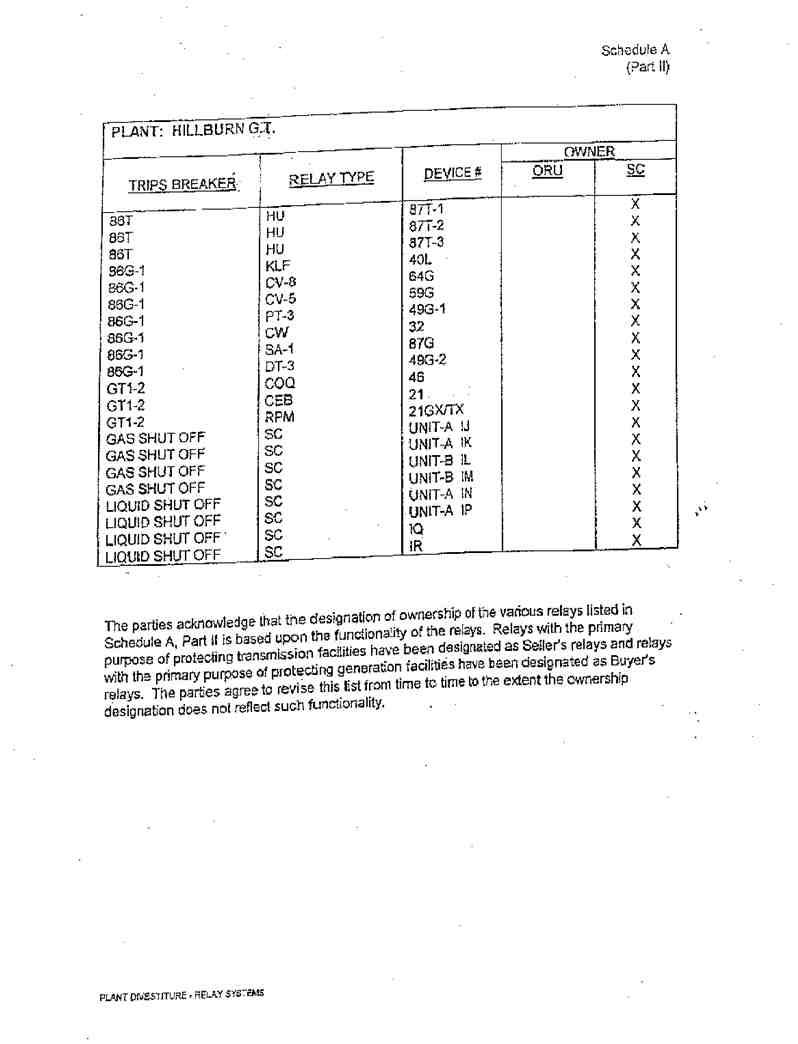 Schedule A
(Part II)
PLANT: HILLBURN G.T.
OWNER
TRIPS BREAKER RELAY TYPE DEVICE # ORU SC
86T HU 87T-1 X
86T HU 87T-2 X
86T HU 87T-3 X
86G-1 KLF 40L X
86G-1 CV-8 64G X
86G-1 CV-5 59G X
86G-1 PT-3 49G-1 X
86G-1 CW 32 X
86G-1 SA-1 87G X
86G-1 DT-3 49G-2 X
GT1-2 COQ 46 X
GT1-2 CEB 21 X
GT1-2 RPM 21GX/TX X
GAS SHUT OFF SC UNIT-A IJ X
GAS SHUT OFF SC UNIT-A IK X
GAS SHUT OFF SC UNIT-B IL X
GAS SHUT OFF SC UNIT-B IM X
LIQUID SHUT OFF SC UNIT-A IN X
LIQUID SHUT OFF SC UNIT-A IP X
LIQUID SHUT OFF SC IQ X
LIQUID SHUT OFF SC IR X
The parties acknowledge that the designation of ownership of the various relays listed in
Schedule A, Part II is based upon the functionality of the relays. Relays with the primary
purpose of protecting transmission facilities have been designated as Seller's relays and relays
with the primary purpose of protecting generation facilities have been designated as Buyer's
relays. The parties agree to revise this list from time to time to the extent the ownership
designation does not reflect such functionality.
PLANT DIVESTITURE - RELAY SYSTEMS